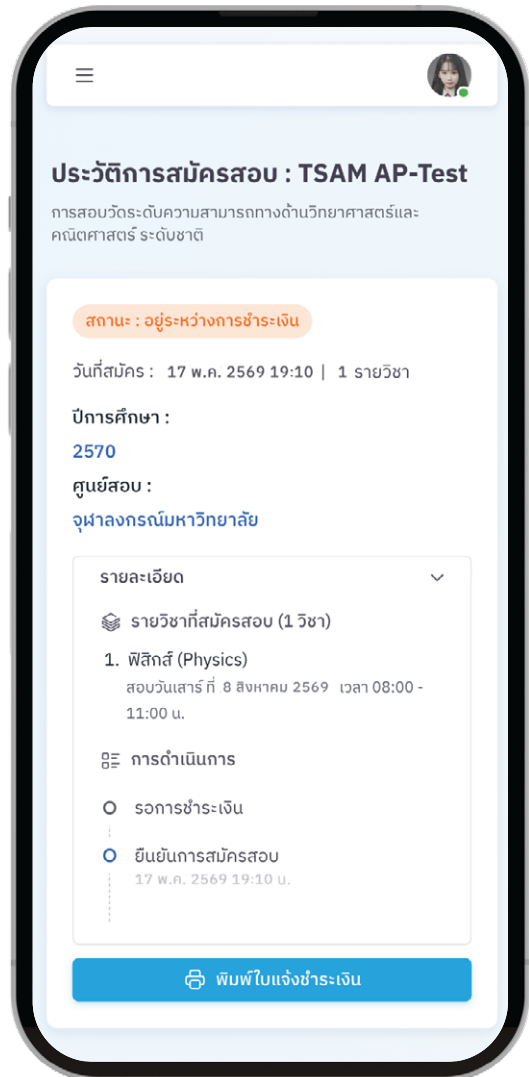 ประวัติการสมัครสอบ : TSAM AP-Test
การสอบวัดระดับความสามารถทางด้านวิทยาศาสตร์และ
คณิตศาสตร์ ระดับชาติ
สถานะ : อยู่ระหว่างการชำระเงิน
วันที่สมัคร : 17 พ.ค. 2569 19:10 | 1 รายวิชา
ปีการศึกษา :
2570
ศูนย์สอบ :
จุฬาลงกรณ์มหาวิทยาลัย
รายละเอียด
รายวิชาที่สมัครสอบ (1 วิชา)
1. ฟิสิกส์ (Physics)
สอบวันเสาร์ ที่ 8 สิงหาคม 2569 เวลา 08:00 -
11:00 น.
การดำเนินการ
รอการชำระเงิน
ยืนยันการสมัครสอบ
17 พ.ค. 2569 19:10 น.
พิมพ์ใบแจ้งชำระเงิน